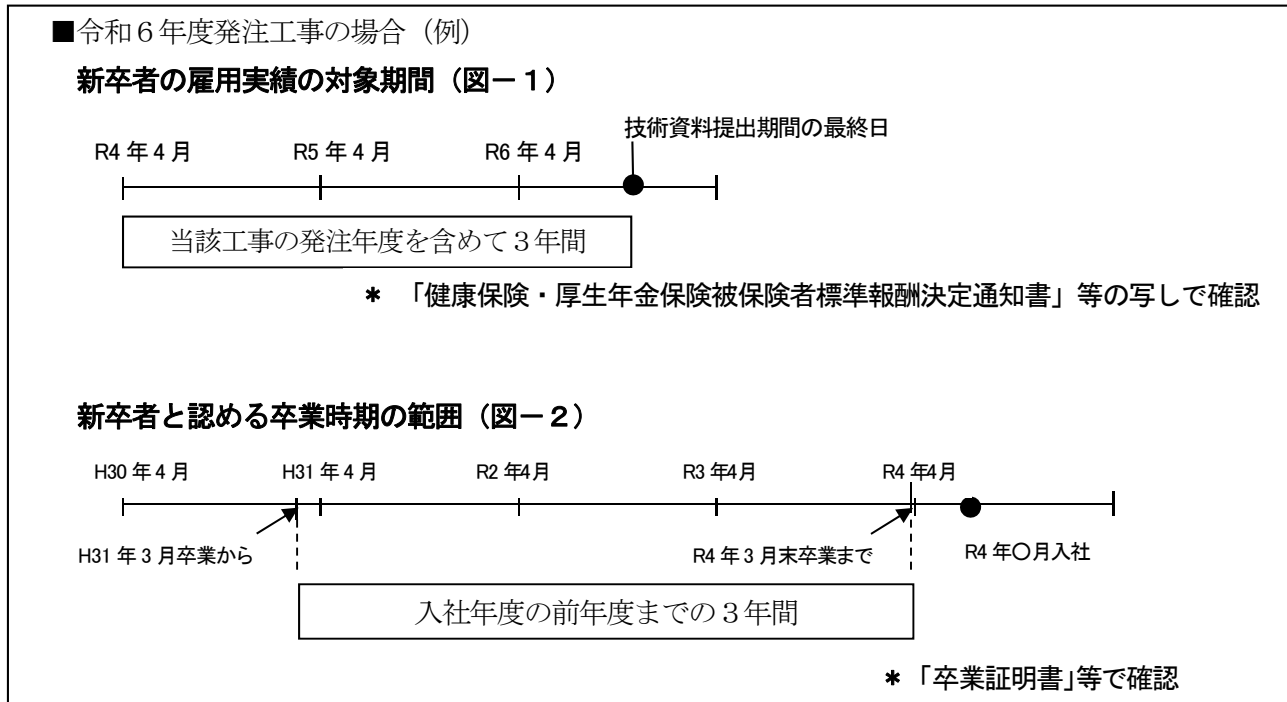 ■令和６年度発注工事の場合（例）
新卒者の雇用実績の対象期間（図－１）
技術資料提出期間の最終日
R4 年 4 月 R5 年 4 月 R6 年 4 月
当該工事の発注年度を含めて３年間
＊ 「健康保険・厚生年金保険被保険者標準報酬決定通知書」等の写しで確認
新卒者と認める卒業時期の範囲（図－２）
H30 年 4 月 H31 年 4 月 R2 年4月 R3 年4月 R4 年4月
H31 年 3 月卒業から R4 年 3 月末卒業まで R4 年〇月入社
入社年度の前年度までの３年間
＊「卒業証明書」等で確認